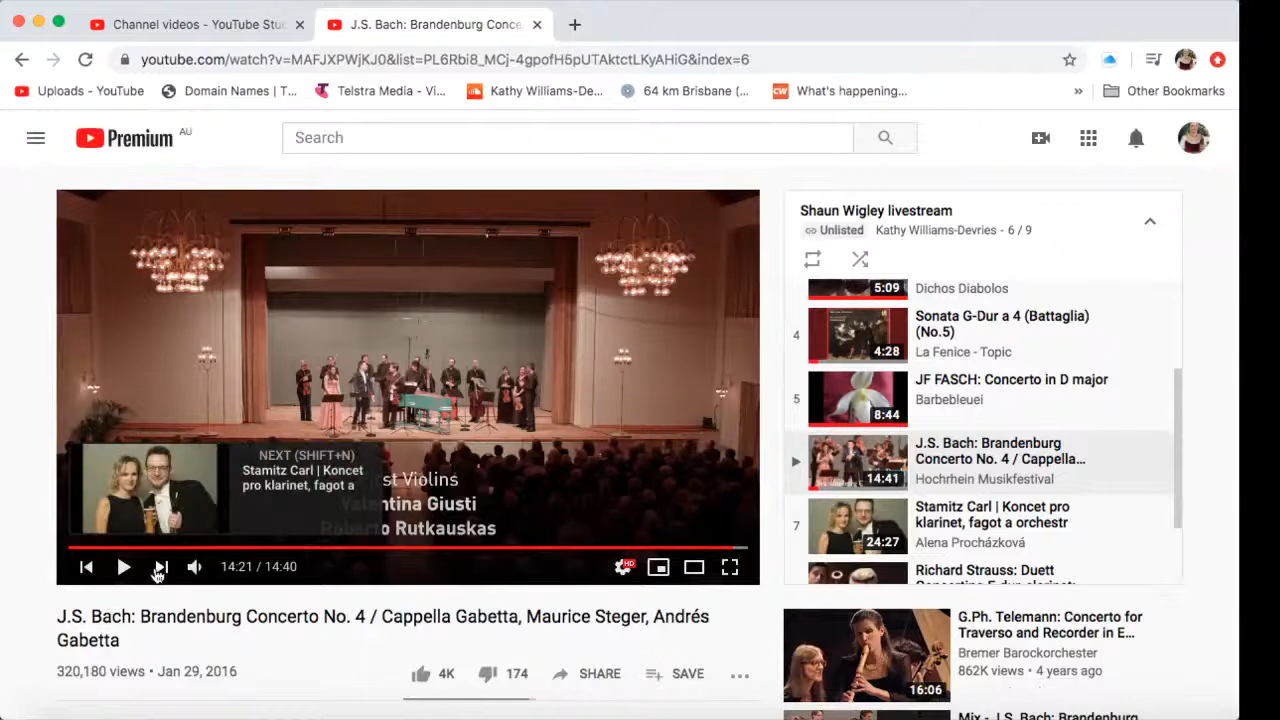 Channel videos - YouTube Stu
J.S. Bach: Brandenburg Conce
youtube.com/watch?v=MAFJXPWjKJ0&list=PL6Rbi8_MCj-4gpofH5pUTAktctLKyAHiG&index=6
Uploads - YouTube
Domain Names | T...
Telstra Media - Vi...
Kathy Williams-De...
64 km Brisbane (...
CW
What's happening...
»
Other Bookmarks
Premium AU
Search
Shaun Wigley livestream
Unlisted Kathy Williams-Devries - 6 / 9
5:09
Dichos Diabolos
4
Sonata G-Dur a 4 (Battaglia)
(No.5)
4:28
La Fenice - Topic
5
JF FASCH: Concerto in D major
Barbebleuei
8:44
J.S. Bach: Brandenburg
Concerto No. 4 / Cappella...
14:41
Hochrhein Musikfestival
7
Stamitz Carl | Koncet pro
klarinet, fagot a orchestr
24:27
Alena Procházková
Richard Strauss: Duett
NEXT (SHIFT+N)
Stamitz Carl | Koncet
pro klarinet, fagot a
st Violins
Valentina Giusti
Roberto Rutkauskas
14:21 / 14:40
HD
J.S. Bach: Brandenburg Concerto No. 4 / Cappella Gabetta, Maurice Steger, Andrés
Gabetta
320,180 views • Jan 29, 2016
4K
174
SHARE
SAVE
G.Ph. Telemann: Concerto for
Traverso and Recorder in E...
Bremer Barockorchester
862K views • 4 years ago
16:06
Mix - J.S. Bach: Brandenburg